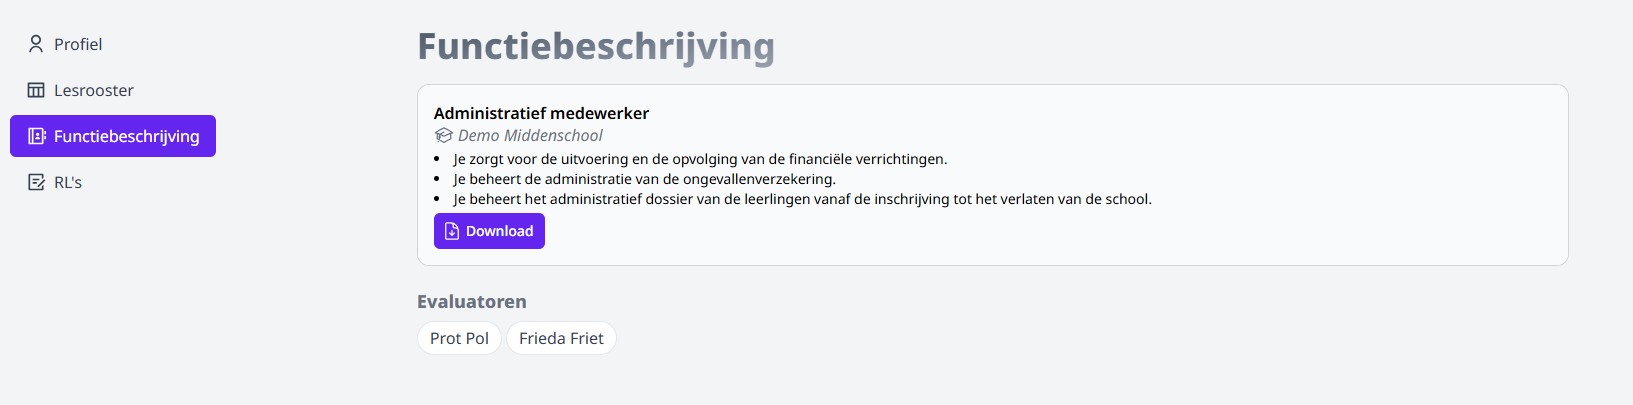 Profiel
Lesrooster
Functiebeschrijving
RL's
Functiebeschrijving
Administratief medewerker
Demo Middenschool
• Je zorgt voor de uitvoering en de opvolging van de financiële verrichtingen.
• Je beheert de administratie van de ongevallenverzekering.
• Je beheert het administratief dossier van de leerlingen vanaf de inschrijving tot het verlaten van de school.
Download
Evaluatoren
Prot Pol Frieda Friet